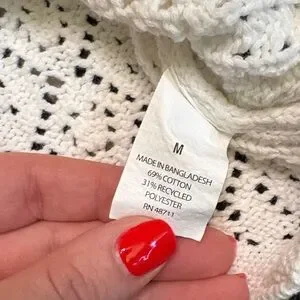 M
MADE IN BANGLADESH
69% COTTON
31% RECYCLED
POLYESTER
RN 48711